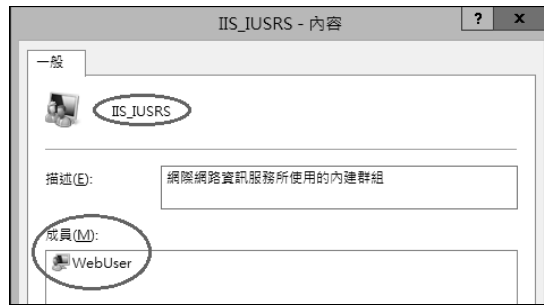 IIS_IUSRS - 內容
? x
一般
IIS_IUSRS
描述(E):
網際網路資訊服務所使用的內建群組
成員(M):
WebUser